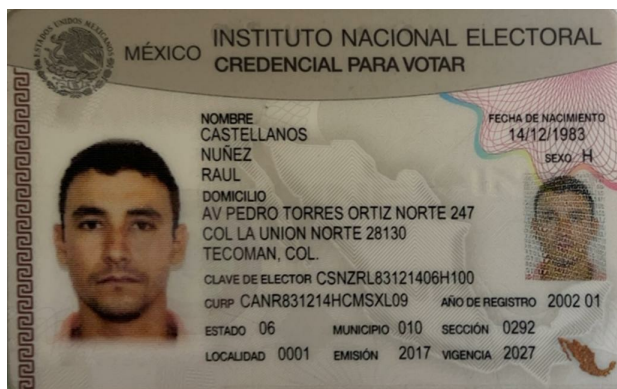 ESTADOS UNIDOS MEXICANOS
MÉXICO INSTITUTO NACIONAL ELECTORAL
CREDENCIAL PARA VOTAR
NOMBRE
CASTELLANOS
NUÑEZ
RAUL
FECHA DE NACIMIENTO
14/12/1983
SEXO H
DOMICILIO
AV PEDRO TORRES ORTIZ NORTE 247
COL LA UNION NORTE 28130
TECOMAN, COL.
CLAVE DE ELECTOR CSNZRL83121406H100
CURP CANR831214HCMSXL09 AÑO DE REGISTRO 2002 01
ESTADO 06 MUNICIPIO 010 SECCIÓN 0292
LOCALIDAD 0001 EMISIÓN 2017 VIGENCIA 2027